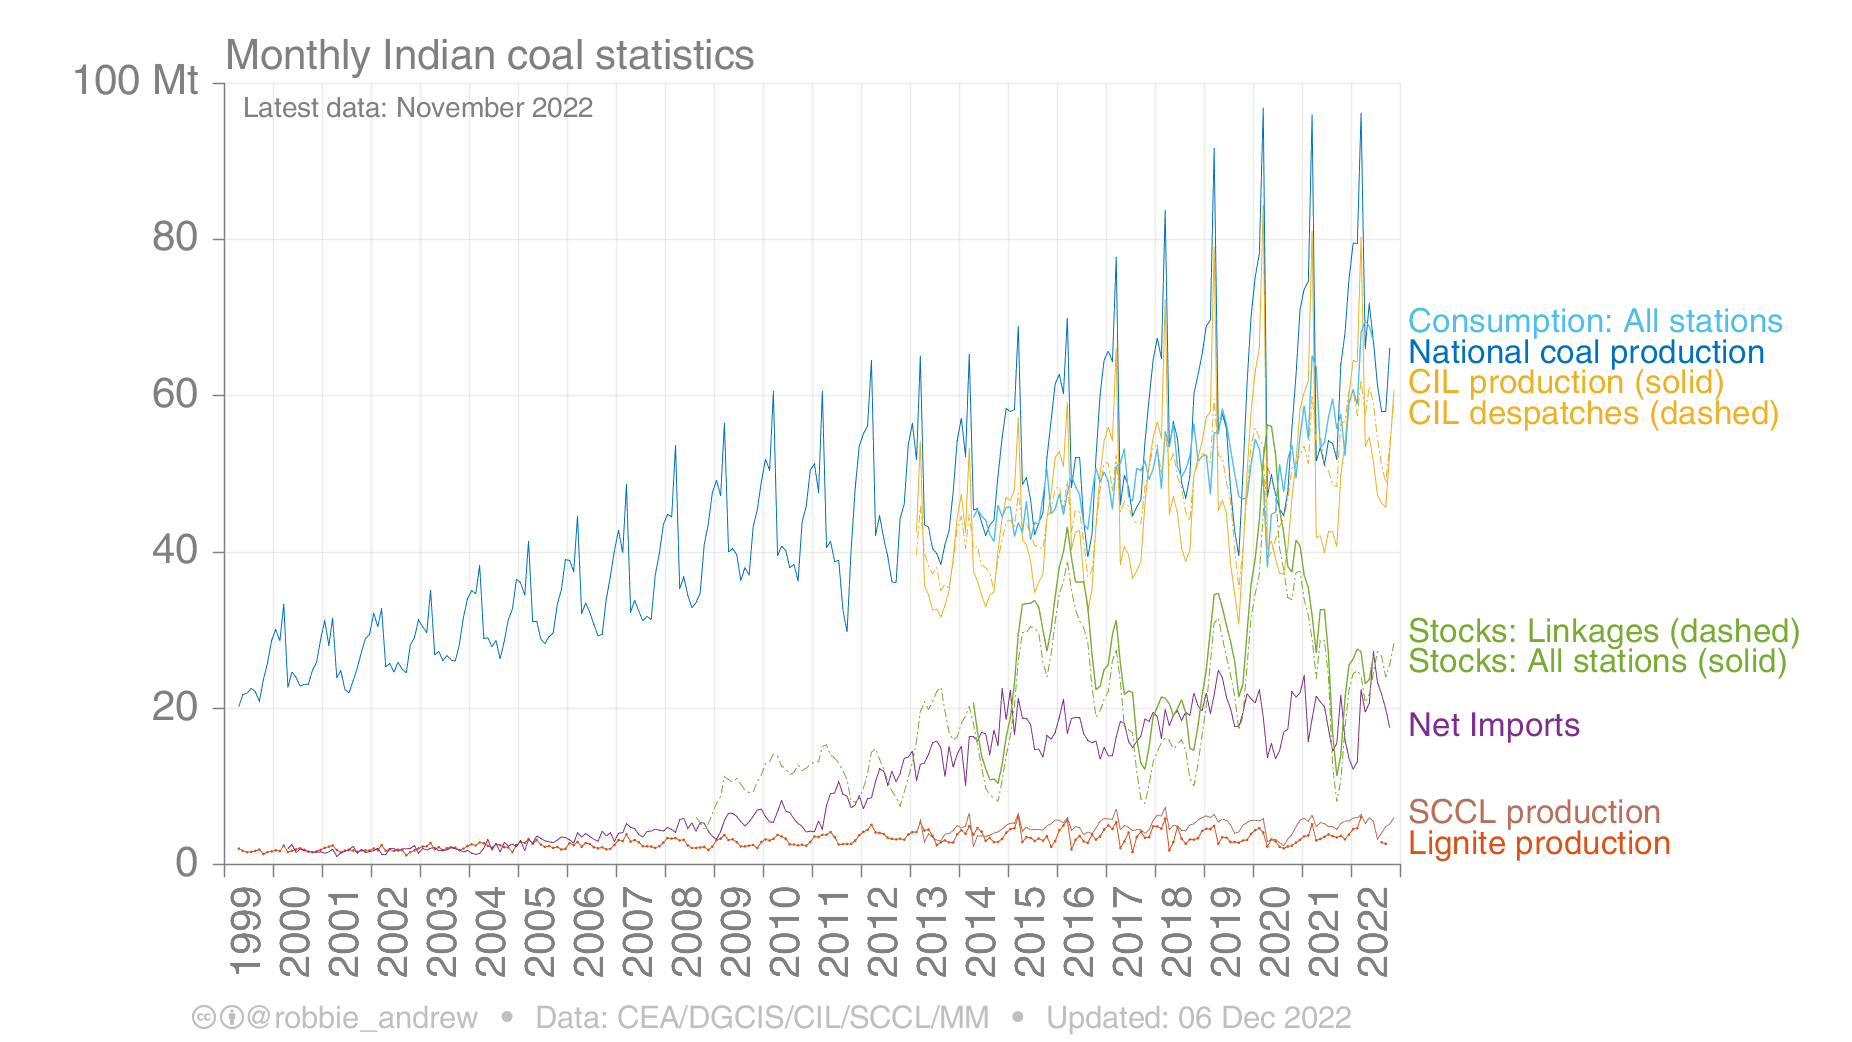 Monthly Indian coal statistics
100 Mt
Latest data: November 2022
80
60
40
20
0
Consumption: All stations
National coal production
CIL production (solid)
CIL despatches (dashed)
Stocks: Linkages (dashed)
Stocks: All stations (solid)
Net Imports
SCCL production
Lignite production
1999
2000
2001
2002
2003
2004
2005
2006
2007
2008
2009
2010
2011
2012
2013
2014
2015
2016
2017
2018
2019
2020
2021
2022
cc @robbie_andrew • Data: CEA/DGCIS/CIL/SCCL/MM • Updated: 06 Dec 2022